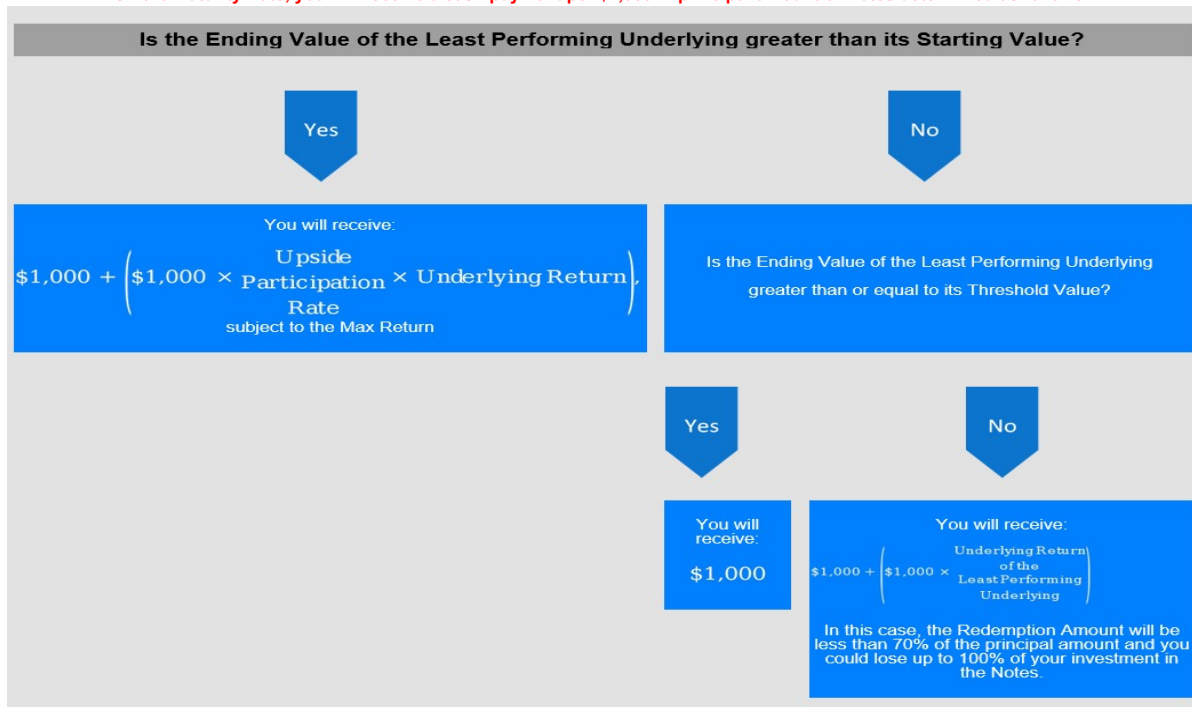 Is the Ending Value of the Least Performing Underlying greater than its Starting Value?
Yes
No
You will receive:
$1,000 + ($1,000 × Upside Participation Rate × Underlying Return),
subject to the Max Return
Is the Ending Value of the Least Performing Underlying
greater than or equal to its Threshold Value?
Yes
No
You will
receive:
$1,000
You will receive:
$1,000 + ($1,000 × Underlying Return of the Least Performing Underlying)
In this case, the Redemption Amount will be
less than 70% of the principal amount and you
could lose up to 100% of your investment in
the Notes.